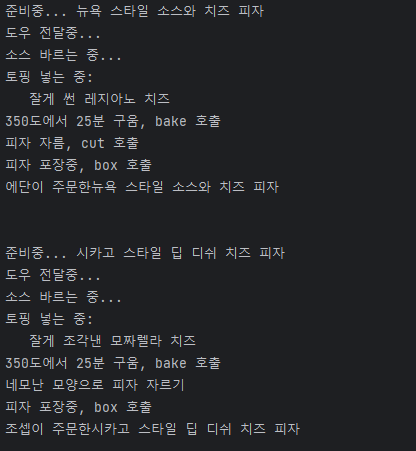 준비중... 뉴욕 스타일 소스와 치즈 피자
도우 전달중...
소스 바르는 중...
토핑 넣는 중:
잘게 썬 레지아노 치즈
350도에서 25분 구움, bake 호출
피자 자름, cut 호출
피자 포장중, box 호출
에단이 주문한뉴욕 스타일 소스와 치즈 피자
준비중... 시카고 스타일 딥 디쉬 치즈 피자
도우 전달중...
소스 바르는 중...
토핑 넣는 중:
잘게 조각낸 모짜렐라 치즈
350도에서 25분 구움, bake 호출
네모난 모양으로 피자 자르기
피자 포장중, box 호출
조셉이 주문한시카고 스타일 딥 디쉬 치즈 피자